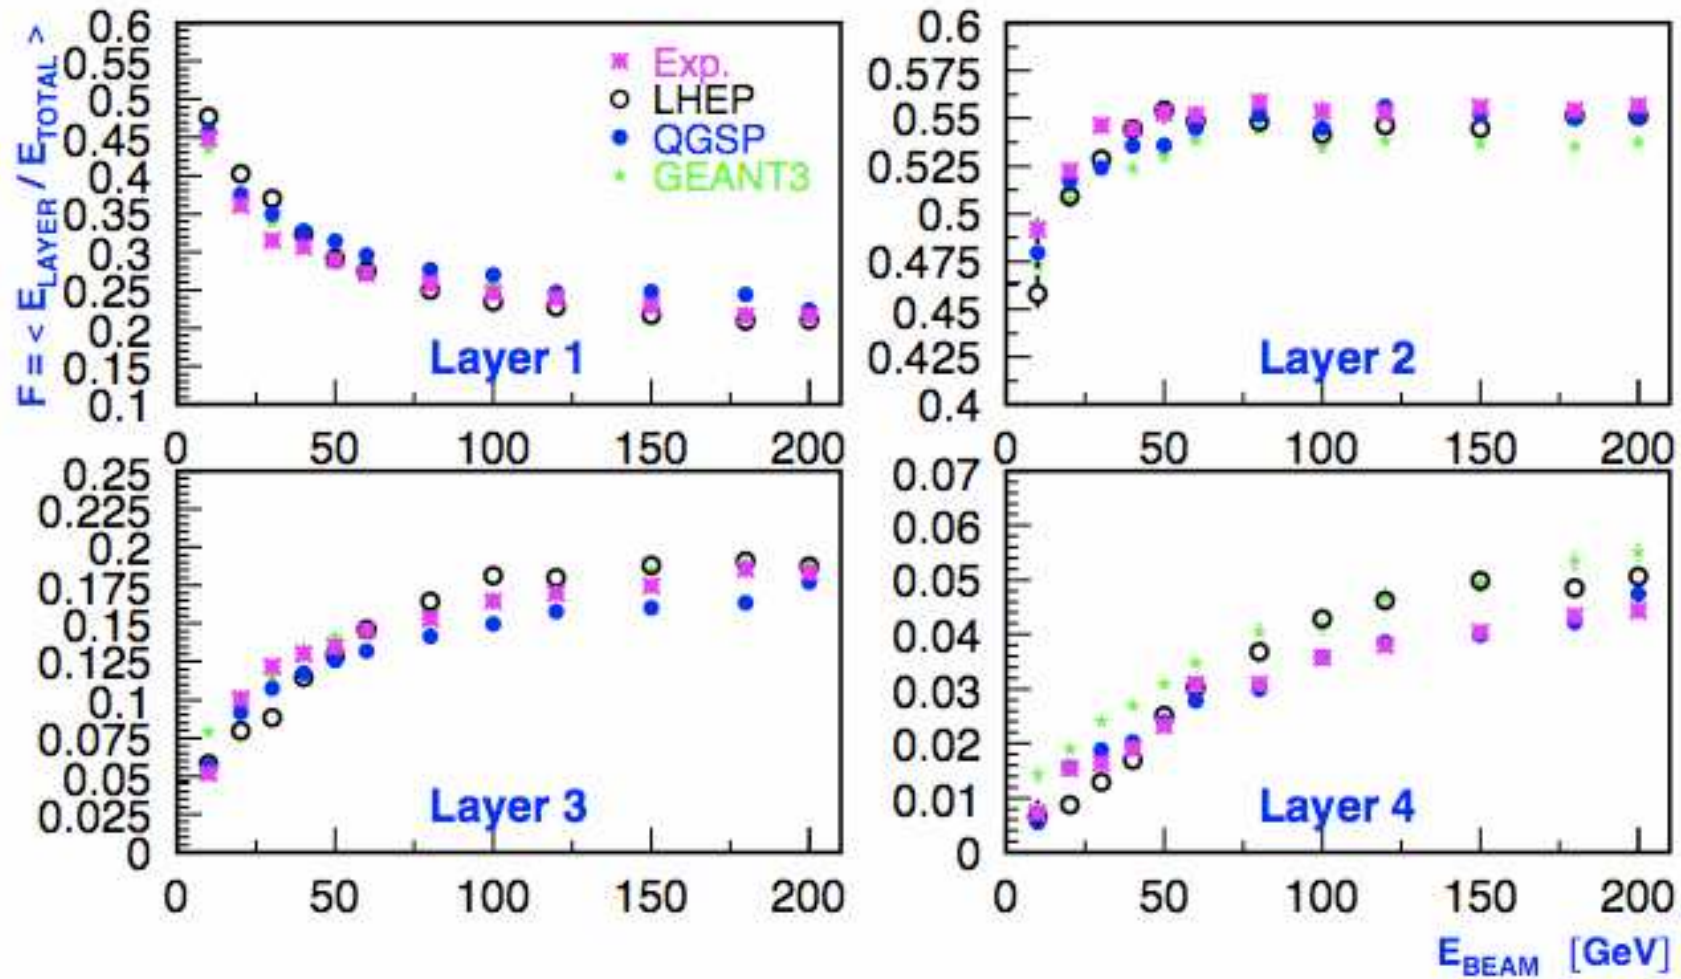 F = < E_LAYER / E_TOTAL >
0.6
0.55
0.5
0.45
0.4
0.35
0.3
0.25
0.2
0.15
0.1
Exp.
LHEP
QGSP
GEANT3
Layer 1
0 50 100 150 200
0.6
0.575
0.55
0.525
0.5
0.475
0.45
0.425
0.4
Layer 2
0 50 100 150 200
0.25
0.225
0.2
0.175
0.15
0.125
0.1
0.075
0.05
0.025
0
Layer 3
0 50 100 150 200
0.07
0.06
0.05
0.04
0.03
0.02
0.01
0
Layer 4
0 50 100 150 200
E_BEAM [GeV]